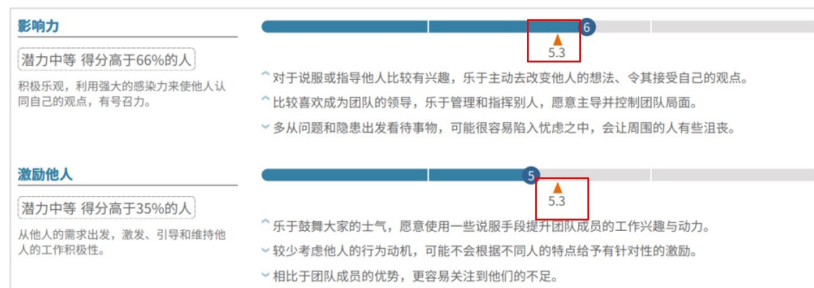 影响力
6
5.3
潜力中等 得分高于66%的人
积极乐观，利用强大的感染力来使他人认
同自己的观点，有号召力。
对于说服或指导他人比较有兴趣，乐于主动去改变他人的想法、令其接受自己的观点。
比较喜欢成为团队的领导，乐于管理和指挥别人，愿意主导并控制团队局面。
多从问题和隐患出发看待事物，可能很容易陷入忧虑之中，会让周围的人有些沮丧。
激励他人
5
5.3
潜力中等 得分高于35%的人
从他人的需求出发，激发、引导和维持他
人的工作积极性。
乐于鼓舞大家的士气，愿意使用一些说服手段提升团队成员的工作兴趣与动力。
较少考虑他人的行为动机，可能不会根据不同人的特点给予有针对性的激励。
相比于团队成员的优势，更容易关注到他们的不足。